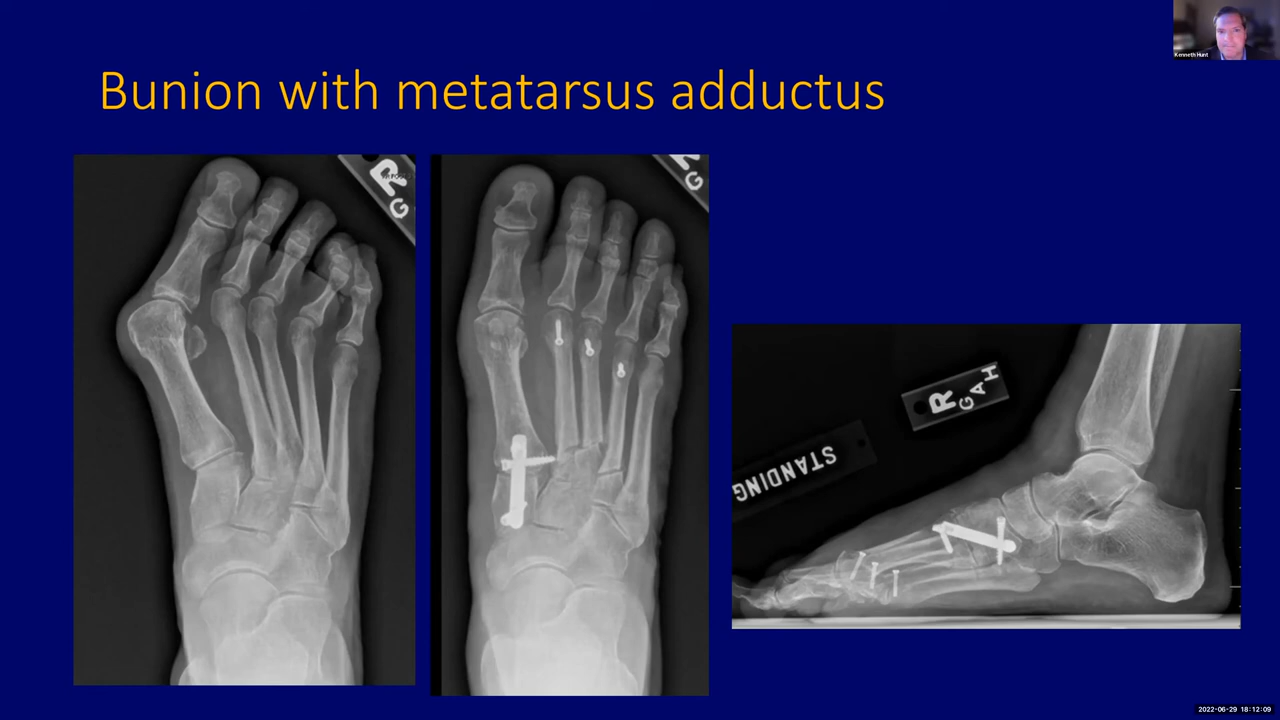 Kenneth Hunt
Bunion with metatarsus adductus
R
G
R
G
R
GAH
STANDING
2022-06-29 18:12:09